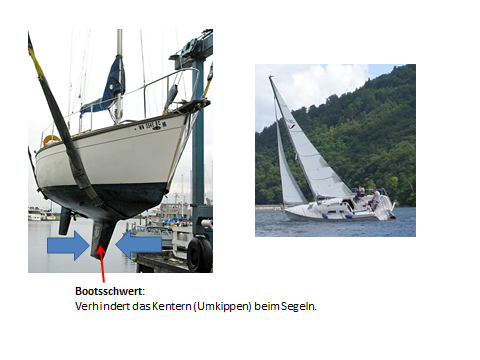 Bootsschwert:
Verhindert das Kentern (Umkippen) beim Segeln.